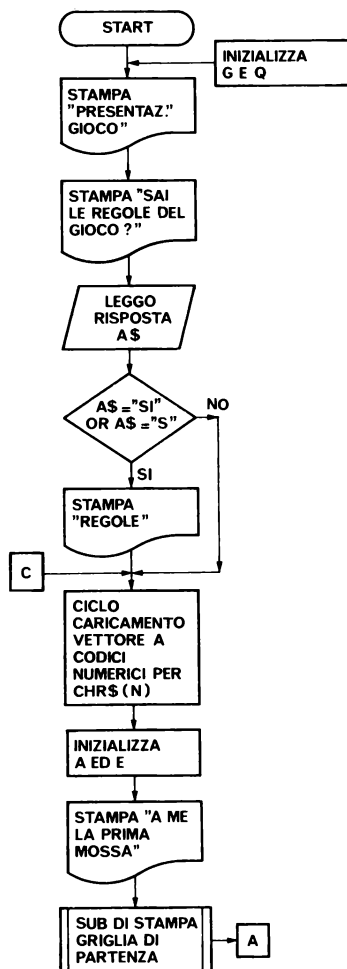 START
INIZIALIZZA
G E Q
STAMPA
"PRESENTAZ."
GIOCO"
STAMPA "SAI
LE REGOLE DEL
GIOCO ?"
LEGGO
RISPOSTA
A$
A$ ="SI"
OR A$ ="S"
NO
SI
STAMPA
"REGOLE"
C
CICLO
CARICAMENTO
VETTORE A
CODICI
NUMERICI PER
CHR$ (N)
INIZIALIZZA
A ED E
STAMPA "A ME
LA PRIMA
MOSSA"
SUB DI STAMPA
GRIGLIA DI
PARTENZA
A